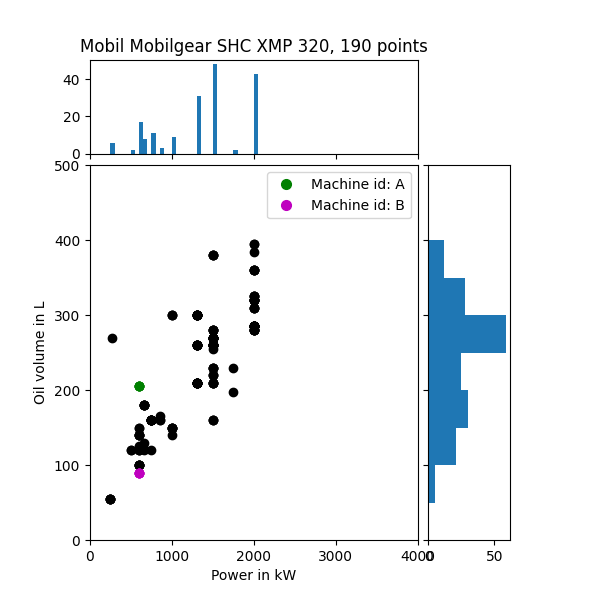 Mobil Mobilgear SHC XMP 320, 190 points
40
20
0
500
400
300
200
100
0
Oil volume in L
Machine id: A
Machine id: B
0 1000 2000 3000 4000
Power in kW
0 50